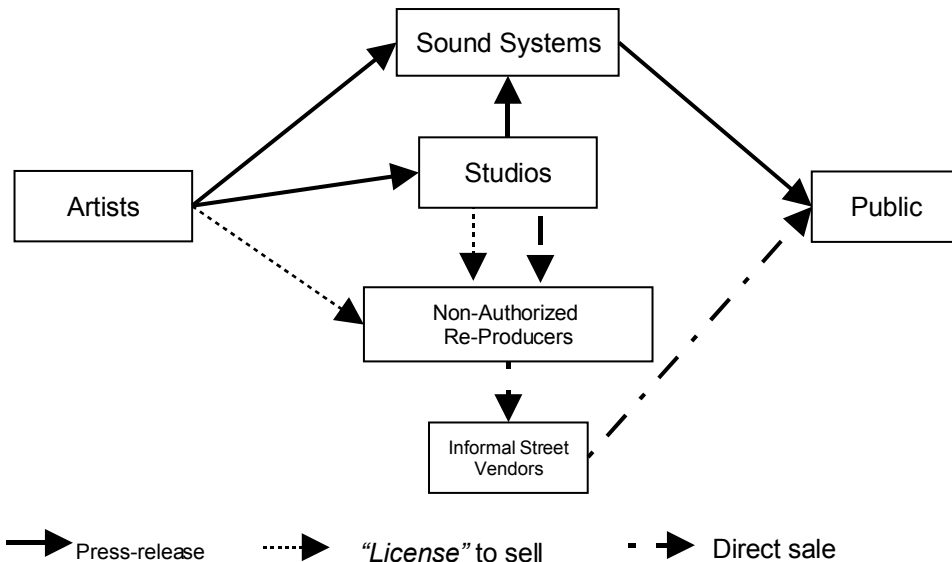 Sound Systems
Studios
Artists
Public
Non-Authorized
Re-Producers
Informal Street
Vendors
Press-release
“License” to sell
Direct sale